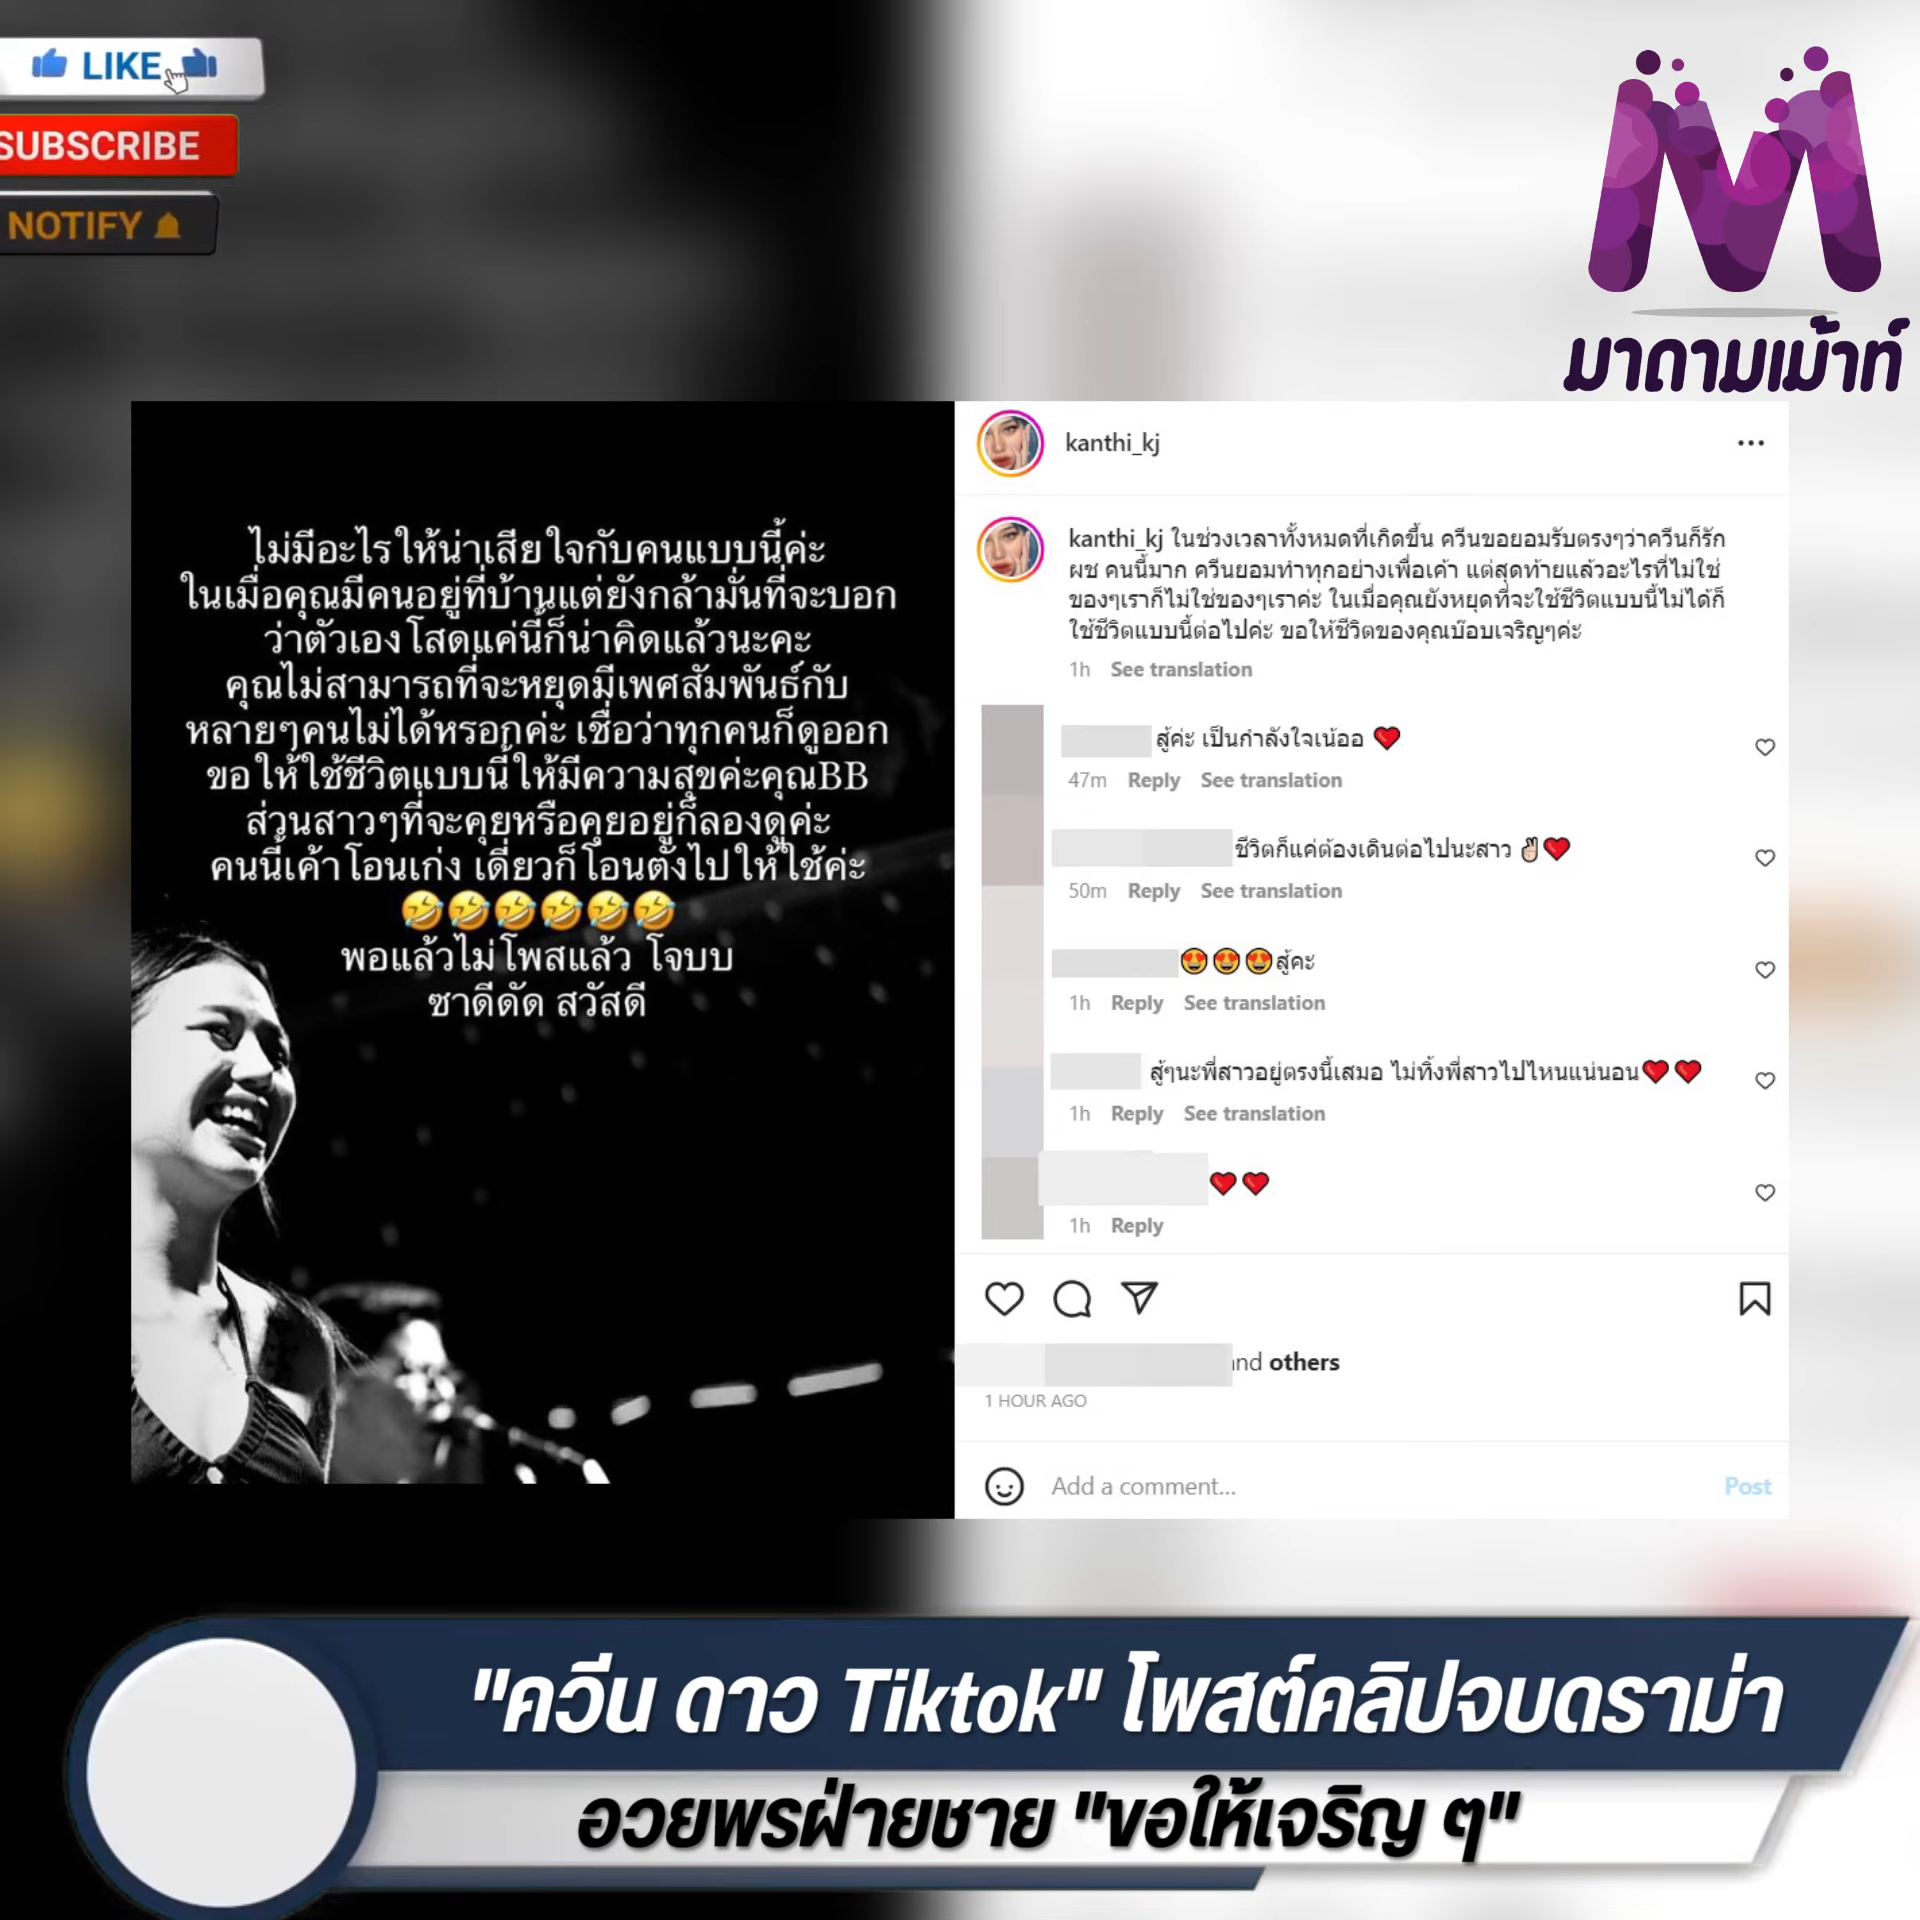 LIKE
SUBSCRIBE
NOTIFY
มาดามเม้าท์
ไม่มีอะไรให้น่าเสียใจกับคนแบบนี้ค่ะ
ในเมื่อคุณมีคนอยู่ที่บ้านแต่ยังกล้ามั่นที่จะบอก
ว่าตัวเองโสดแค่นี้ก็น่าคิดแล้วนะคะ
คุณไม่สามารถที่จะหยุดมีเพศสัมพันธ์กับ
หลายๆคนไม่ได้หรอกค่ะ เชื่อว่าทุกคนก็ดูออก
ขอให้ใช้ชีวิตแบบนี้ให้มีความสุขค่ะคุณBB
ส่วนสาวๆที่จะคุยหรือคุยอยู่ก็ลองดูค่ะ
คนนี้เค้าโอนเก่ง เดี่ยวก็โอนตังไปให้ใช้ค่ะ
🤣🤣🤣🤣🤣🤣
พอแล้วไม่โพสแล้ว โจบบ
ซาดีดัด สวัสดี
kanthi_kj
kanthi_kj ในช่วงเวลาทั้งหมดที่เกิดขึ้น ควีนขอยอมรับตรงๆว่าควีนก็รัก
ผช คนนี้มาก ควีนยอมทำทุกอย่างเพื่อเค้า แต่สุดท้ายแล้วอะไรที่ไม่ใช่
ของๆเราก็ไม่ใช่ของๆเราค่ะ ในเมื่อคุณยังหยุดที่จะใช้ชีวิตแบบนี้ไม่ได้ก็
ใช้ชีวิตแบบนี้ต่อไปค่ะ ขอให้ชีวิตของคุณบ๊อบเจริญๆค่ะ
1h See translation
สู้ค่ะ เป็นกำลังใจเน้ออ ❤️
47m Reply See translation
ชีวิตก็แค่ต้องเดินต่อไปนะสาว ✌🏻❤️
50m Reply See translation
😍😍😍สู้คะ
1h Reply See translation
สู้ๆนะพี่สาวอยู่ตรงนี้เสมอ ไม่ทิ้งพี่สาวไปไหนแน่นอน❤️❤️
1h Reply See translation
❤️❤️
1h Reply
and others
1 HOUR AGO
Add a comment... Post
"ควีน ดาว Tiktok" โพสต์คลิปจบดราม่า
อวยพรฝ่ายชาย "ขอให้เจริญ ๆ"